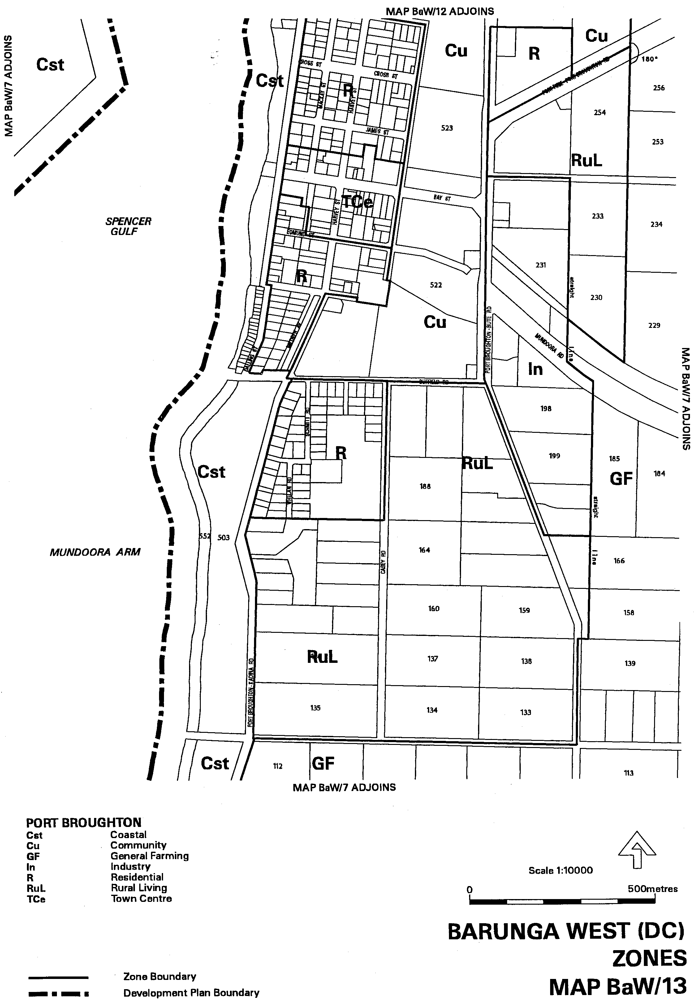 MAP BaW/12 ADJOINS
MAP BaW/7 ADJOINS
Cst
Cst
Cu
R
Cu
180°
PORT PIRIE - PORT BROUGHTON RD
CROSS ST
CROSS ST
MACKAY ST
R
HARVEY ST
256
254
523
JAMES ST
253
RuL
BAY ST
TCe
HARVEY ST
233
234
SPENCER
GULF
EDMUND ST
231
R
522
straight
230
Cu
229
PORT BROUGHTON - BUTE RD
MUNDOORA RD
line
DALLING ST
In
MAP BaW/7 ADJOINS
DUFFIELD RD
198
SCHMITT RD
R
199
185
RuL
Cst
GF
184
188
WHELAN RD
straight
552
503
MUNDOORA ARM
164
CASEY RD
line
166
160
159
158
RuL
137
138
139
PORT BROUGHTON - KADINA RD
135
134
133
Cst
112
GF
113
MAP BaW/7 ADJOINS
PORT BROUGHTON
Cst Coastal
Cu Community
GF General Farming
In Industry
R Residential
RuL Rural Living
TCe Town Centre
Scale 1:10000
0 500metres
BARUNGA WEST (DC)
ZONES
MAP BaW/13
Zone Boundary
Development Plan Boundary